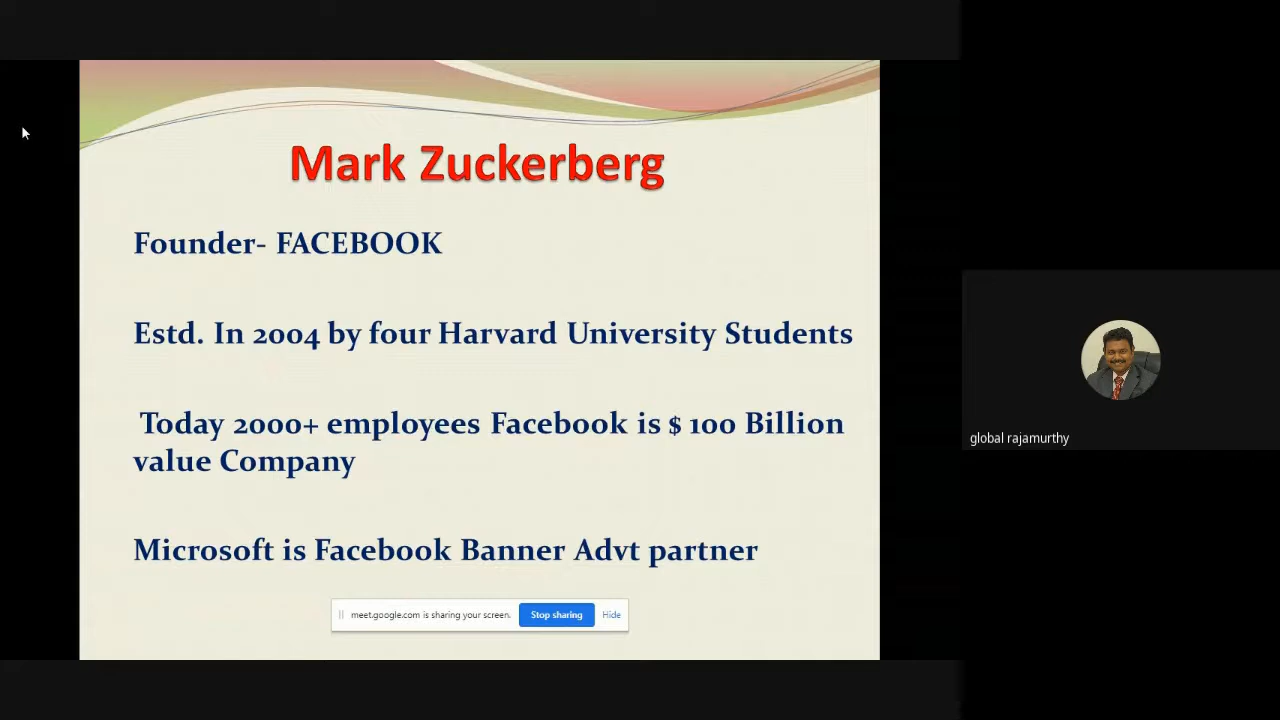 Mark Zuckerberg
Founder- FACEBOOK
Estd. In 2004 by four Harvard University Students
Today 2000+ employees Facebook is $ 100 Billion
value Company
Microsoft is Facebook Banner Advt partner
meet.google.com is sharing your screen. Stop sharing Hide
global rajamurthy